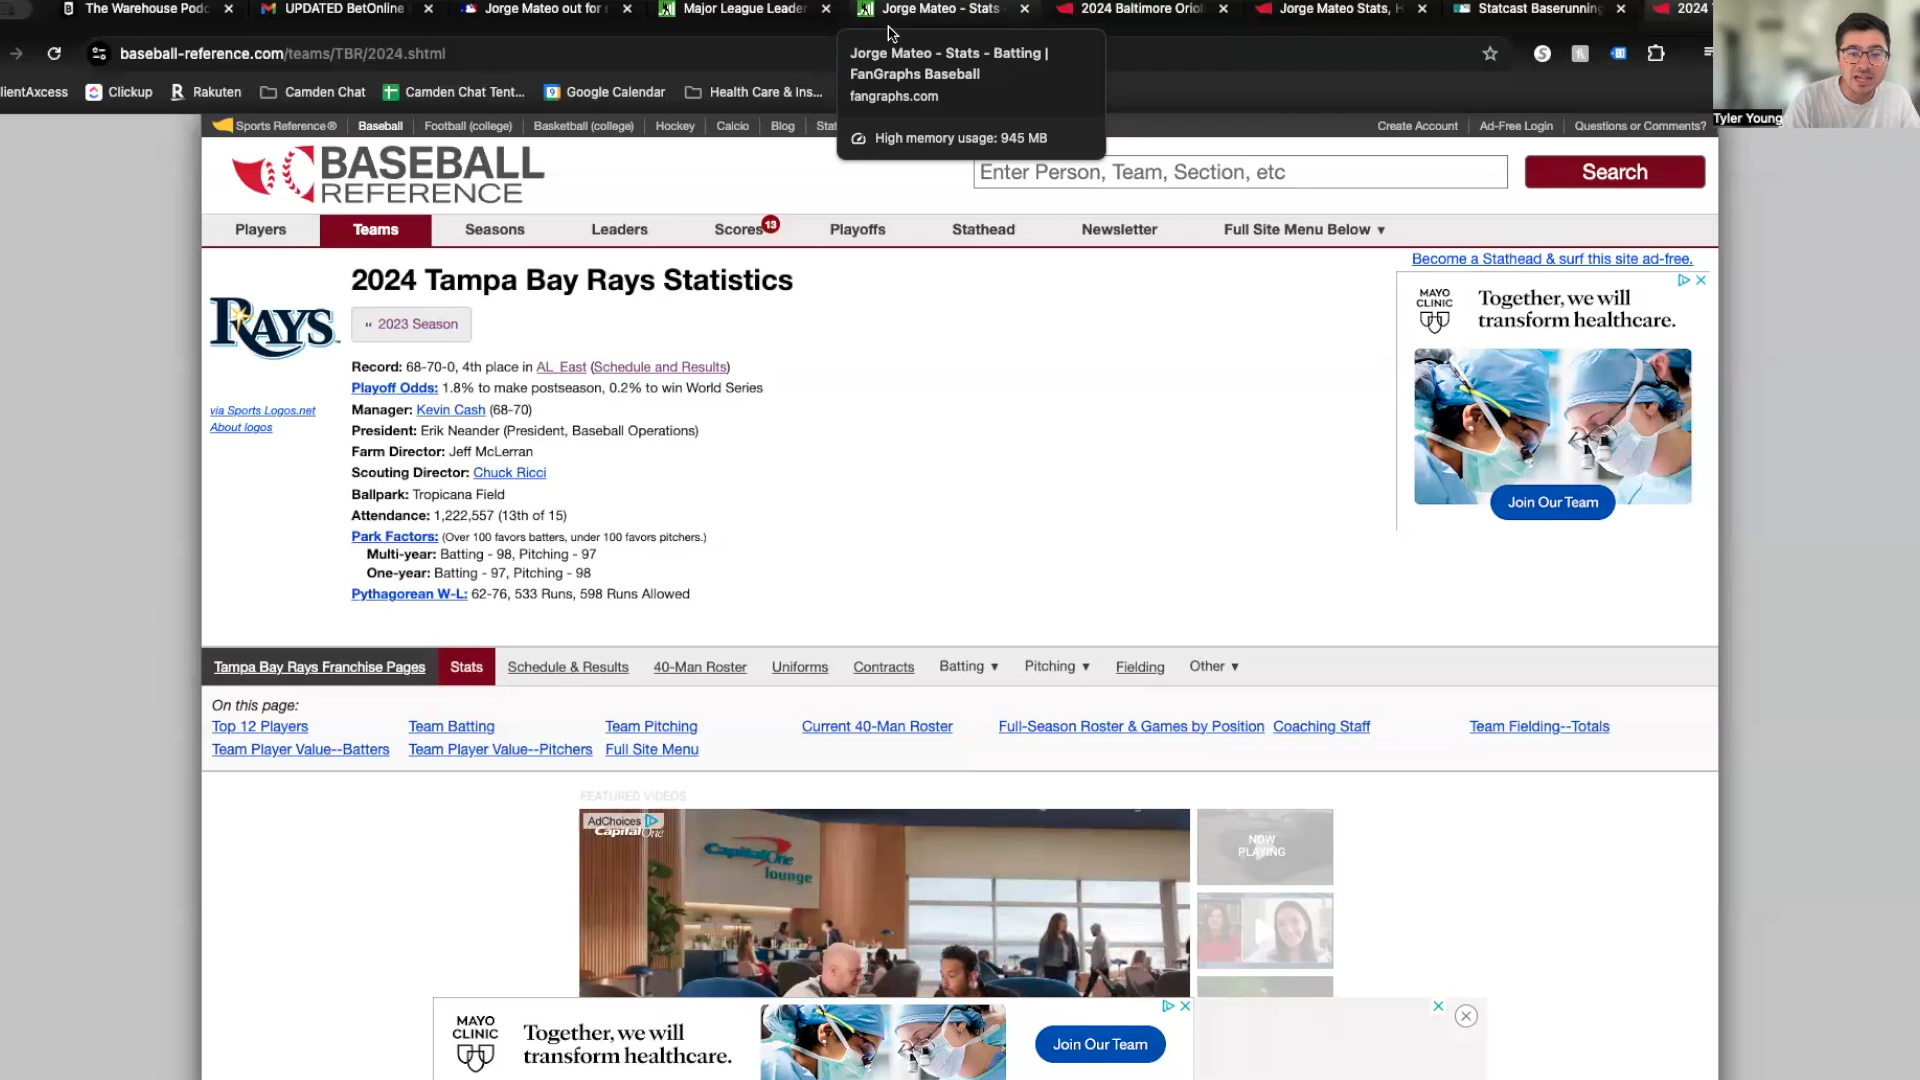 The Warehouse Podc
UPDATED BetOnline
Jorge Mateo out for
Major League Leader
Jorge Mateo - Stats
2024 Baltimore Oriol
Jorge Mateo Stats, H
Statcast Baserunning
2024
baseball-reference.com/teams/TBR/2024.shtml
Jorge Mateo - Stats - Batting |
FanGraphs Baseball
fangraphs.com
High memory usage: 945 MB
lientAxcess
Clickup
Rakuten
Camden Chat
Camden Chat Tent...
Google Calendar
Health Care & Ins...
Tyler Young
Sports Reference®
Baseball
Football (college)
Basketball (college)
Hockey
Calcio
Blog
Stat
Create Account
Ad-Free Login
Questions or Comments?
BASEBALL
REFERENCE
Enter Person, Team, Section, etc
Search
Players
Teams
Seasons
Leaders
Scores 13
Playoffs
Stathead
Newsletter
Full Site Menu Below ▼
Become a Stathead & surf this site ad-free.
RAYS
via Sports Logos.net
About logos
2024 Tampa Bay Rays Statistics
« 2023 Season
Record: 68-70-0, 4th place in AL_East (Schedule and Results)
Playoff Odds: 1.8% to make postseason, 0.2% to win World Series
Manager: Kevin Cash (68-70)
President: Erik Neander (President, Baseball Operations)
Farm Director: Jeff McLerran
Scouting Director: Chuck Ricci
Ballpark: Tropicana Field
Attendance: 1,222,557 (13th of 15)
Park Factors: (Over 100 favors batters, under 100 favors pitchers.)
Multi-year: Batting - 98, Pitching - 97
One-year: Batting - 97, Pitching - 98
Pythagorean W-L: 62-76, 533 Runs, 598 Runs Allowed
MAYO
CLINIC
Together, we will
transform healthcare.
Join Our Team
Tampa Bay Rays Franchise Pages
Stats
Schedule & Results
40-Man Roster
Uniforms
Contracts
Batting ▼
Pitching ▼
Fielding
Other ▼
On this page:
Top 12 Players
Team Batting
Team Pitching
Current 40-Man Roster
Full-Season Roster & Games by Position
Coaching Staff
Team Fielding--Totals
Team Player Value--Batters
Team Player Value--Pitchers
Full Site Menu
FEATURED VIDEOS
AdChoices
Capital One
Capital One
lounge
NOW
PLAYING
MAYO
CLINIC
Together, we will
transform healthcare.
Join Our Team